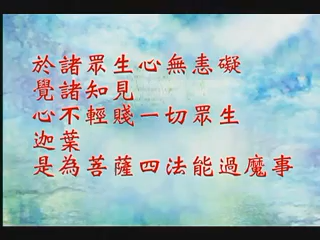 於諸眾生心無恚礙
覺諸知見
心不輕賤一切眾生
迦葉
是為菩薩四法能過魔事